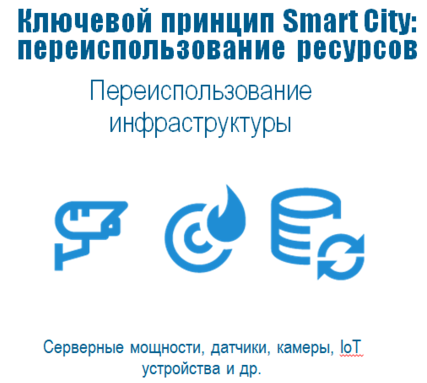 Ключевой принцип Smart City:
переиспользование ресурсов
Переиспользование
инфраструктуры
Серверные мощности, датчики, камеры, IoT
устройства и др.